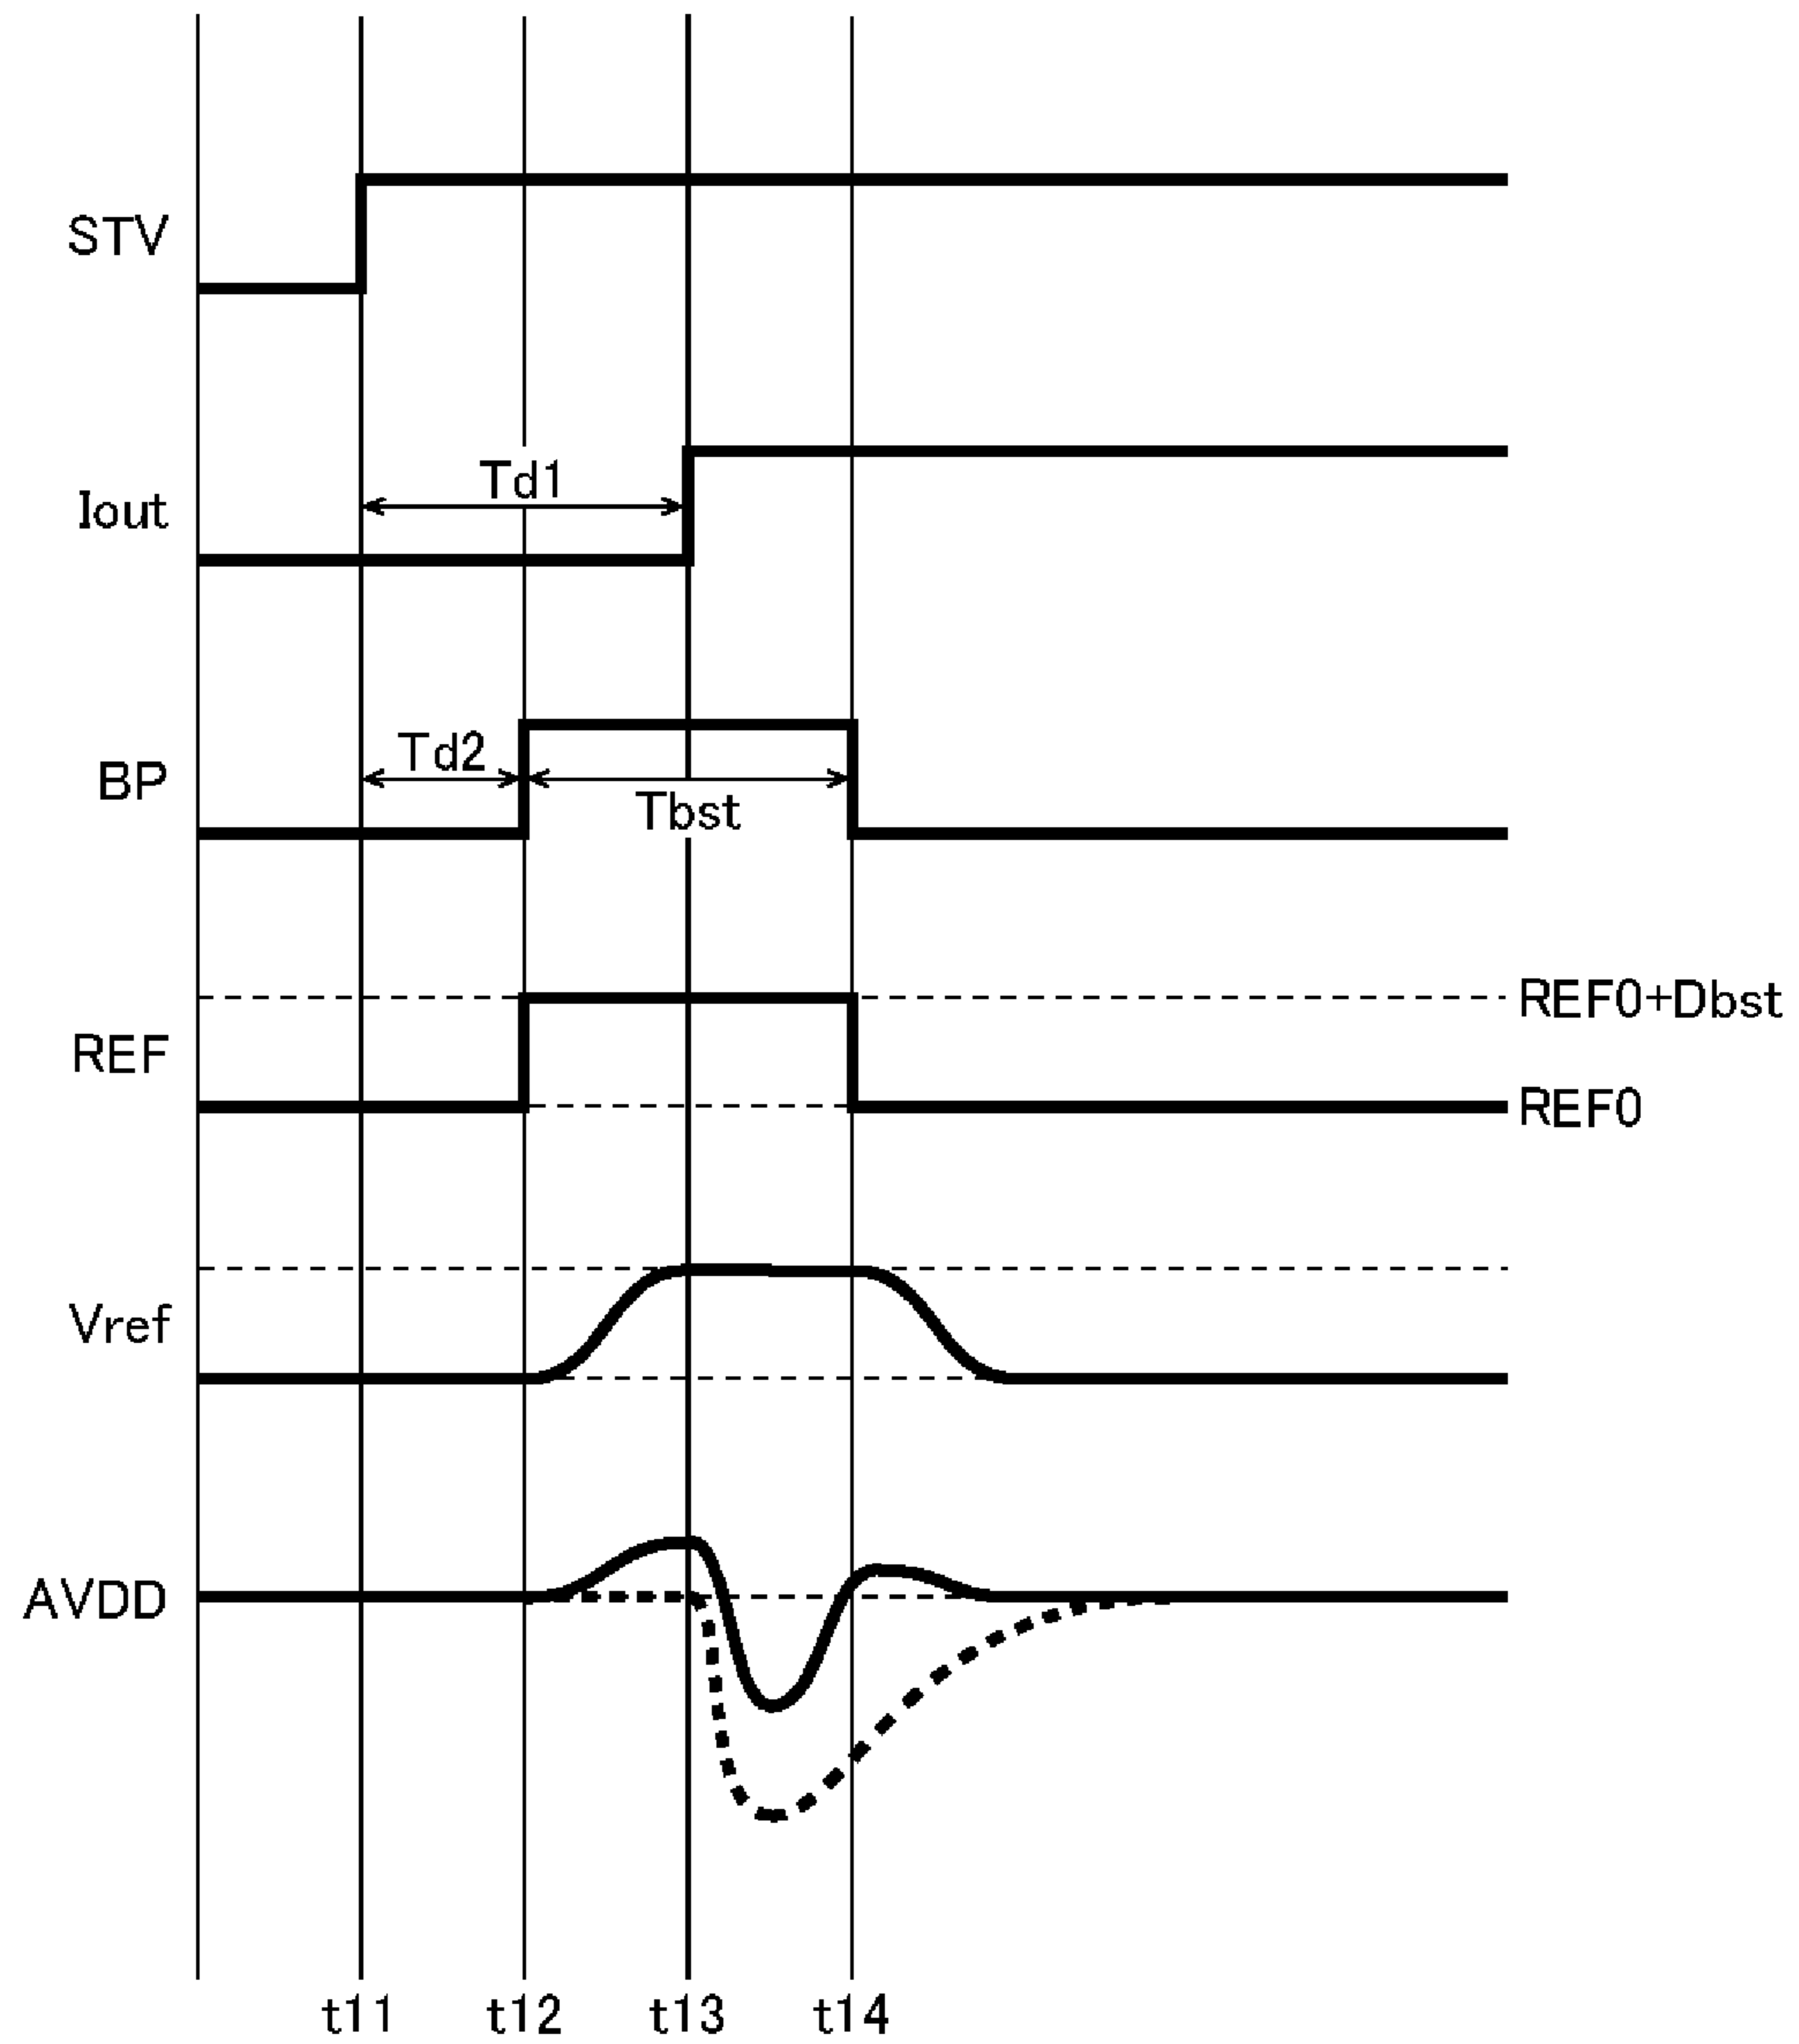 STV
Td1
Iout
Td2
BP
Tbst
REF0+Dbst
REF
REF0
Vref
AVDD
t11 t12 t13 t14